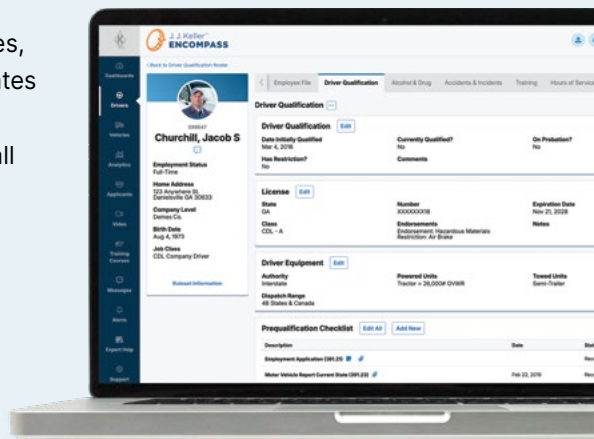 es,
ates
all
J. J. Keller®
ENCOMPASS
< Back to Driver Qualification Roster
Dashboards
Drivers
Vehicles
Analytics
Applicants
Video
Training
Courses
Messages
Alerts
Expert Help
Support
Churchill, Jacob S
Employment Status
Full-Time
Home Address
123 Anywhere St.
Danielsville GA 30633
Company Level
Demes Co.
Birth Date
Aug 4, 1973
Job Class
CDL Company Driver
Related Information
Employee File Driver Qualification Alcohol & Drug Accidents & Incidents Training Hours of Service
Driver Qualification
Driver Qualification Edit
Date Initially Qualified Currently Qualified? On Probation?
Mar 4, 2016 No No
Has Restriction? Comments
No
License Edit
State Number Expiration Date
GA XXXXXXX18 Nov 21, 2028
Class Endorsements Notes
CDL - A Endorsement: Hazardous Materials
Restriction: Air Brake
Driver Equipment Edit
Authority Powered Units Towed Units
Interstate Tractor > 26,000# GVWR Semi-Trailer
Dispatch Range
48 States & Canada
Prequalification Checklist Edit All Add New
Description Date
Employment Application (391.21)
Motor Vehicle Report Current State (391.23) Feb 22, 2016